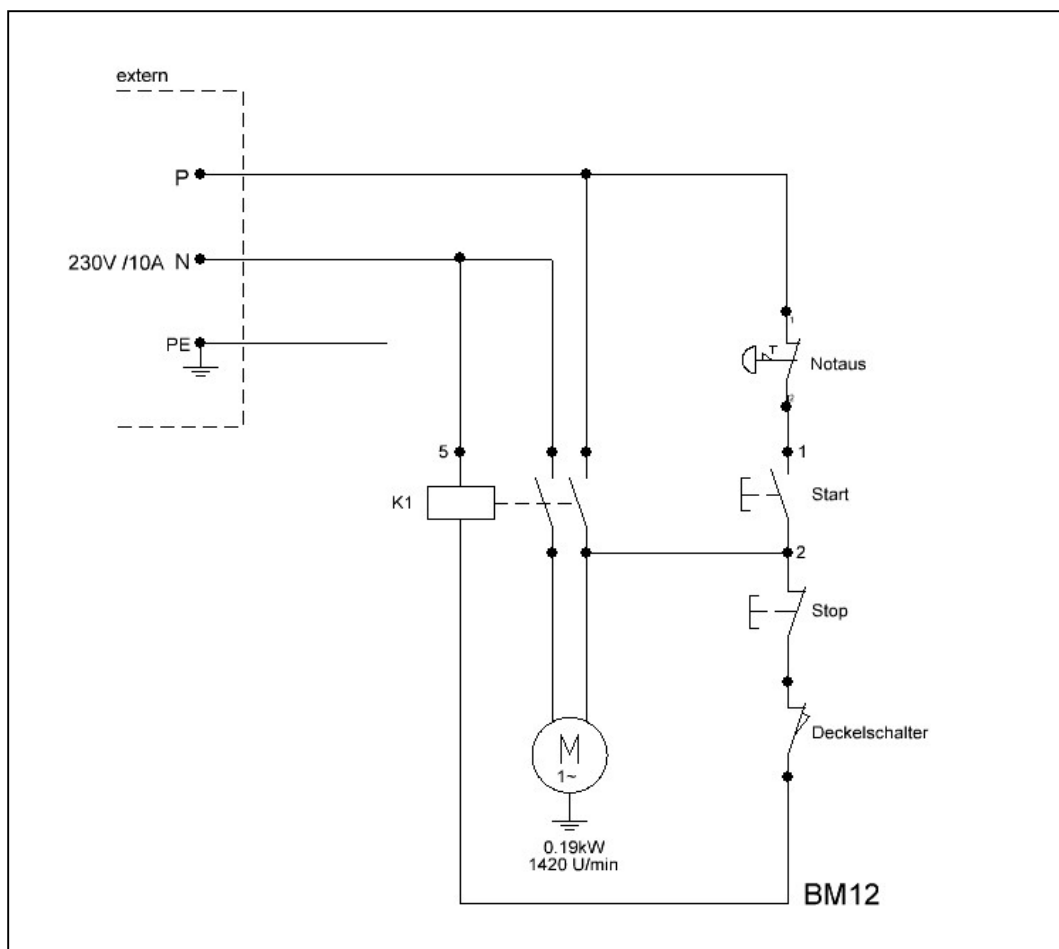 extern
P
230V /10A N
PE
1
Notaus
5
1
K1
Start
2
Stop
Deckelschalter
M
1~
0.19kW
1420 U/min
BM12